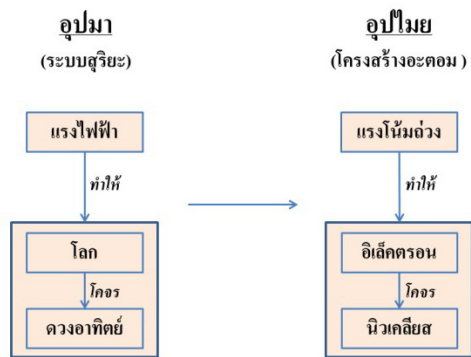 อุปมา
(ระบบสุริยะ)
แรงไฟฟ้า
ทำให้
โลก
โคจร
ดวงอาทิตย์
อุปไมย
(โครงสร้างอะตอม )
แรงโน้มถ่วง
ทำให้
อิเล็คตรอน
โคจร
นิวเคลียส